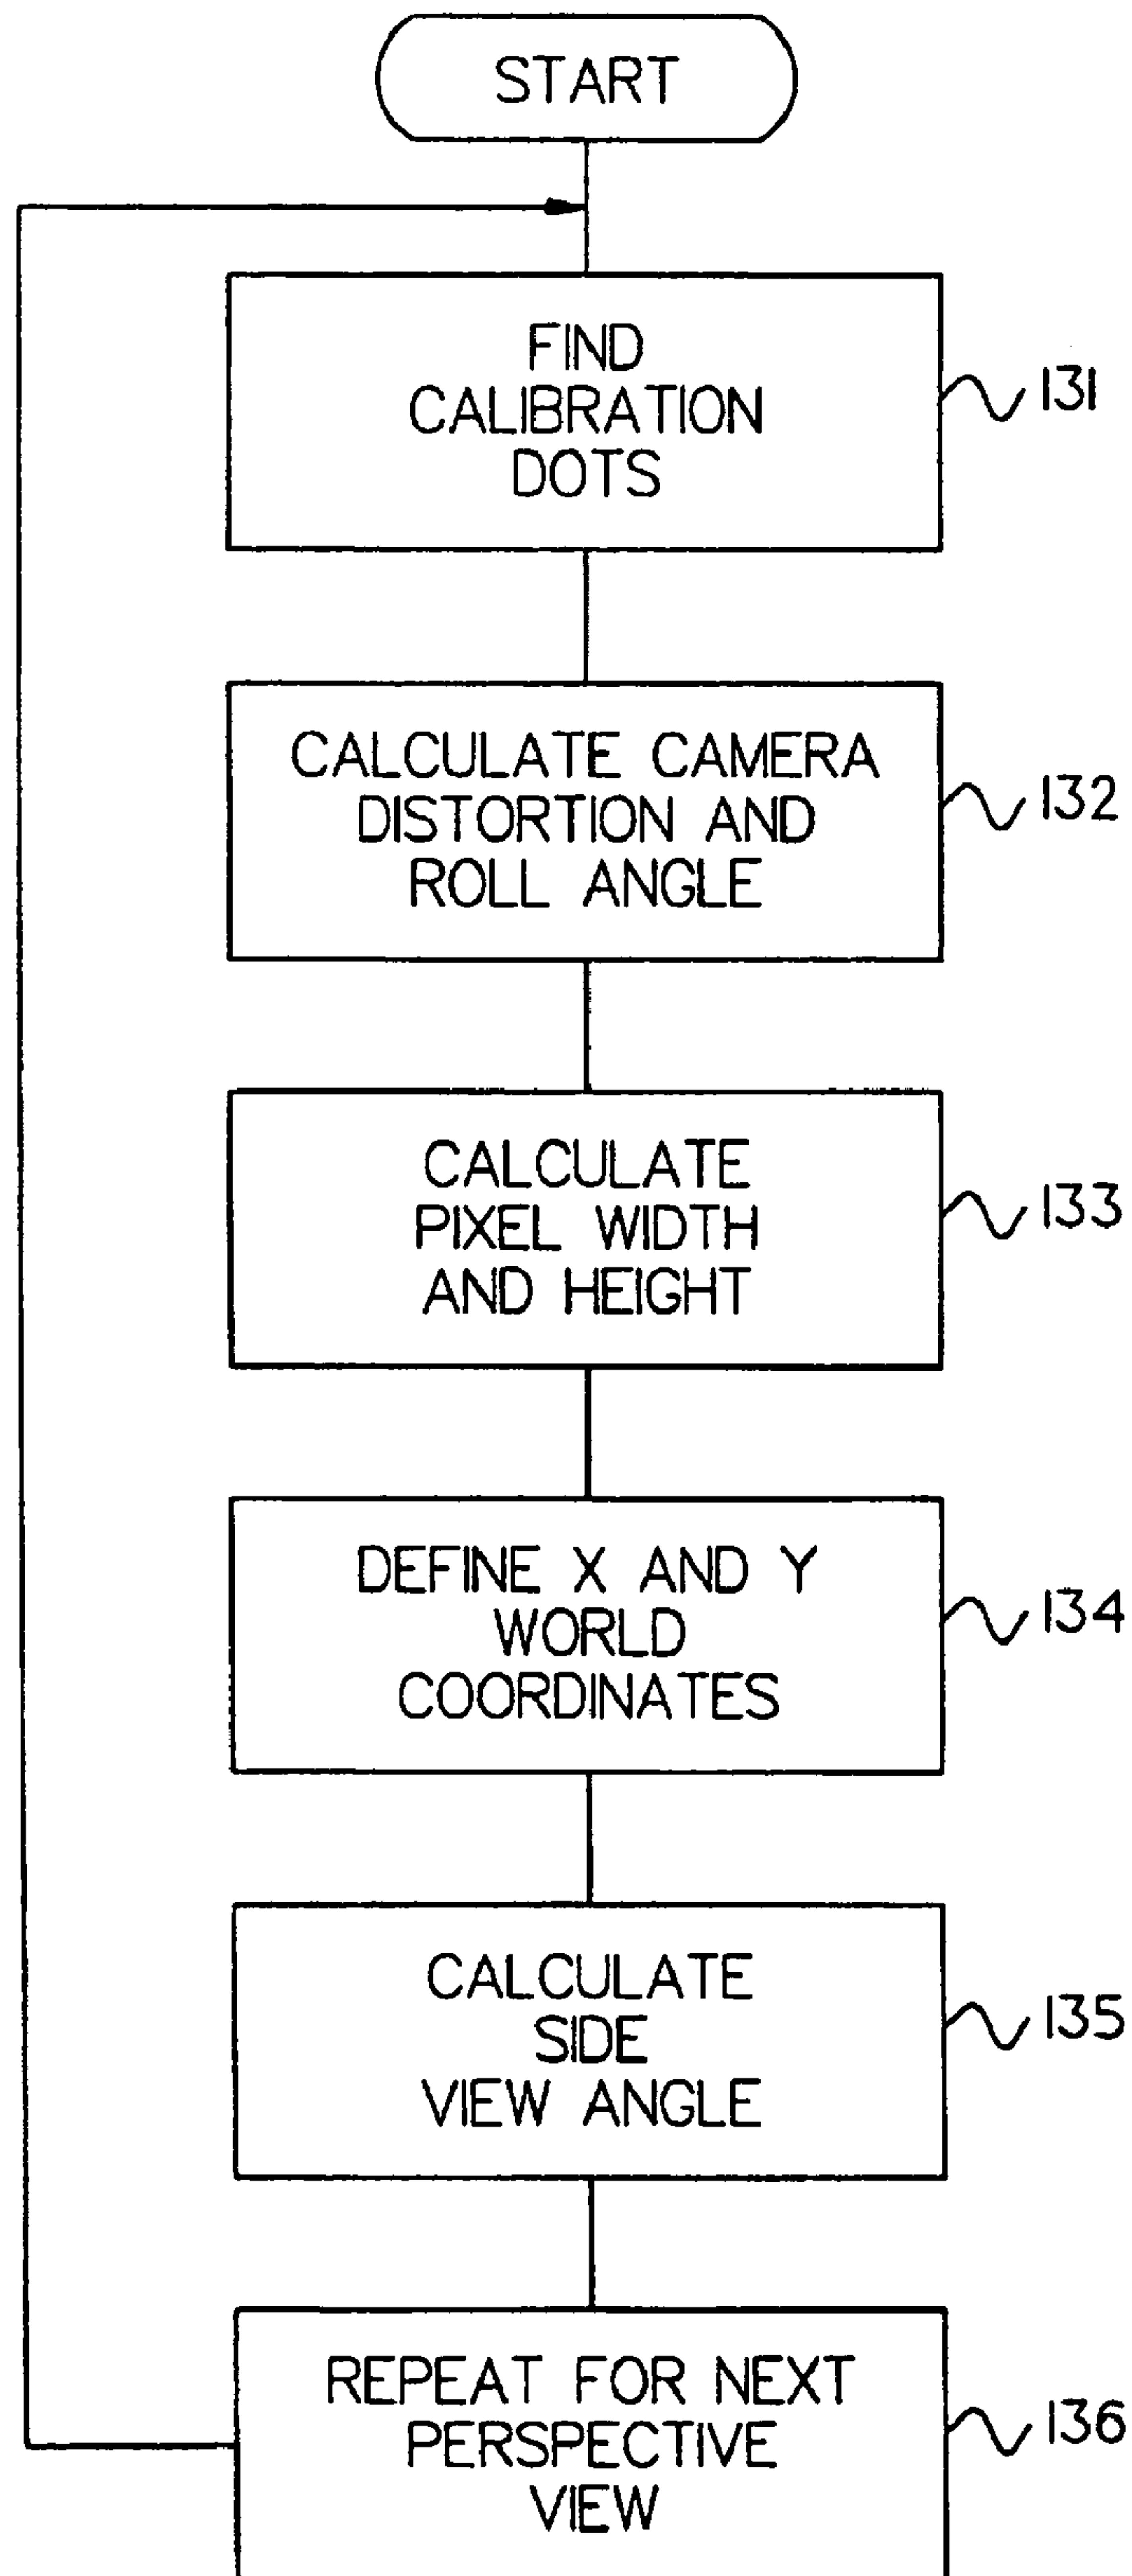 START
FIND
CALIBRATION
DOTS
131
CALCULATE CAMERA
DISTORTION AND
ROLL ANGLE
132
CALCULATE
PIXEL WIDTH
AND HEIGHT
133
DEFINE X AND Y
WORLD
COORDINATES
134
CALCULATE
SIDE
VIEW ANGLE
135
REPEAT FOR NEXT
PERSPECTIVE
VIEW
136